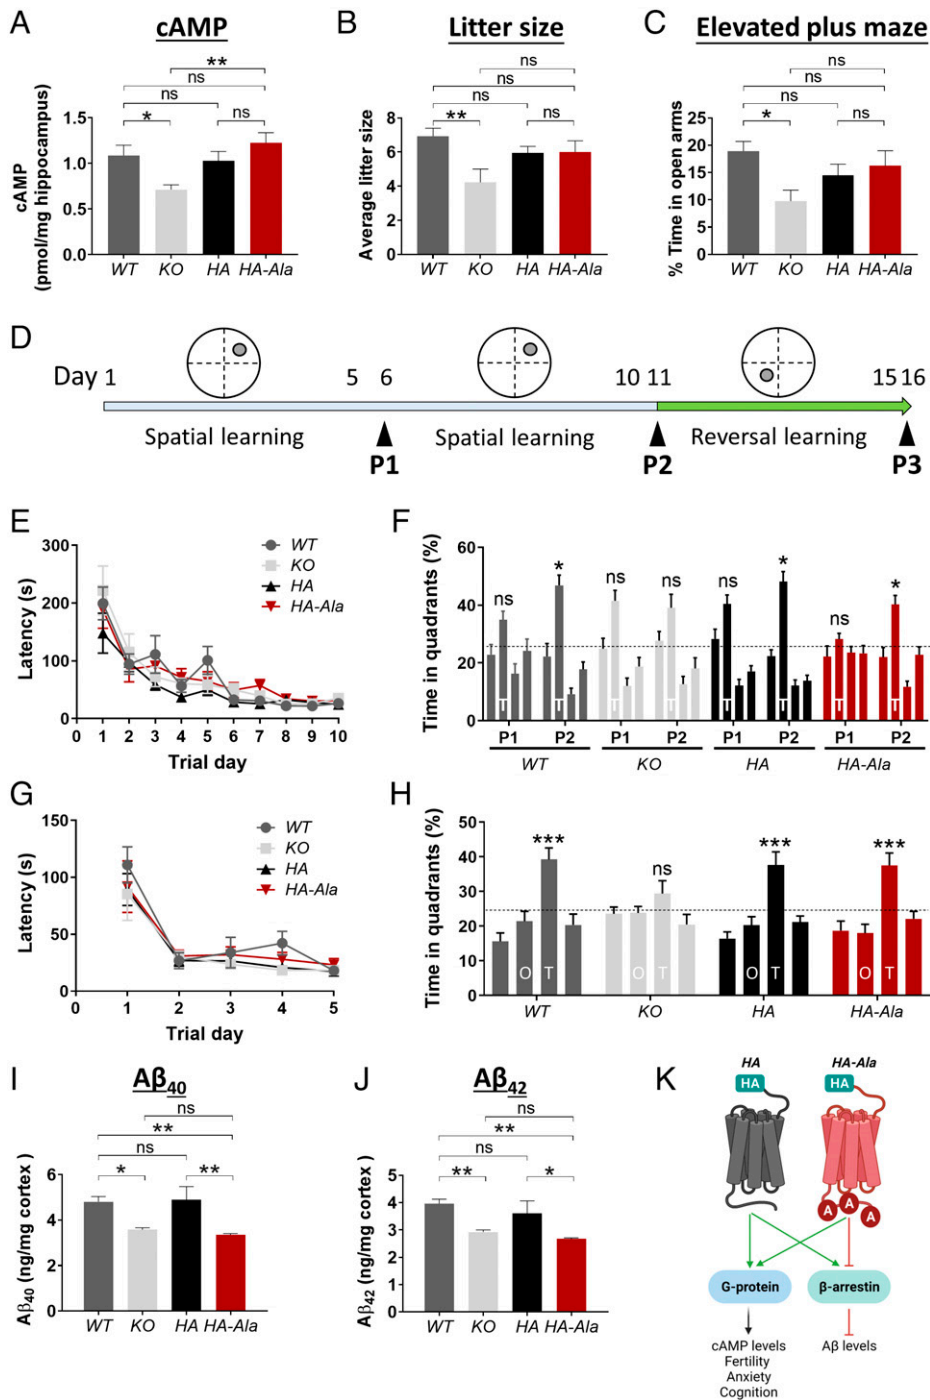 A
cAMP
B
Litter size
C
Elevated plus maze
**
ns
ns
*
ns
cAMP
(pmol/mg hippocampus)
1.5
1.0
0.5
0.0
WT KO HA HA-Ala
ns
ns
ns
**
ns
Average litter size
8
6
4
2
0
WT KO HA HA-Ala
ns
ns
ns
*
ns
% Time in open arms
25
20
15
10
5
0
WT KO HA HA-Ala
D
Day 1 5 6 10 11 15 16
Spatial learning Spatial learning Reversal learning
P1 P2 P3
E
Latency (s)
300
200
100
0
0 1 2 3 4 5 6 7 8 9 10
Trial day
WT
KO
HA
HA-Ala
F
Time in quadrants (%)
60
40
20
0
ns * ns ns ns * ns *
T T T T T T T T
P1 P2 P1 P2 P1 P2 P1 P2
WT KO HA HA-Ala
G
Latency (s)
150
100
50
0
0 1 2 3 4 5
Trial day
WT
KO
HA
HA-Ala
H
Time in quadrants (%)
50
40
30
20
10
0
*** ns *** ***
O T O T O T O T
WT KO HA HA-Ala
I
Aβ40
ns
**
ns
* **
Aβ40 (ng/mg cortex)
6
4
2
0
WT KO HA HA-Ala
J
Aβ42
ns
**
ns
** *
Aβ42 (ng/mg cortex)
5
4
3
2
1
0
WT KO HA HA-Ala
K
HA HA-Ala
HA HA
A A A
G-protein β-arrestin
cAMP levels Aβ levels
Fertility
Anxiety
Cognition